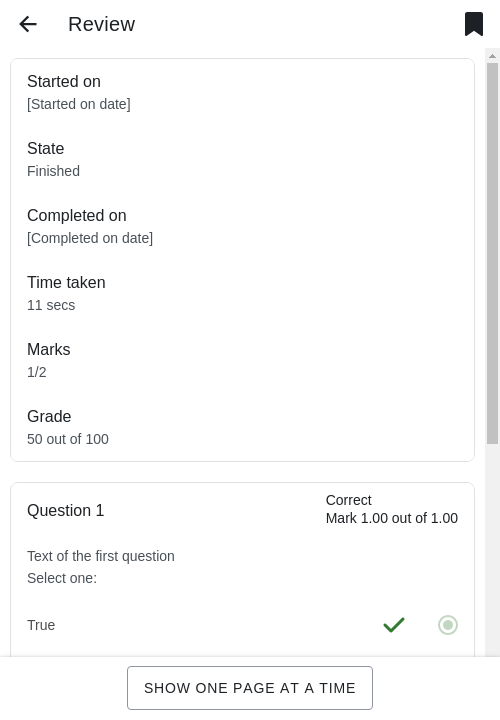 Review
Started on
[Started on date]
State
Finished
Completed on
[Completed on date]
Time taken
11 secs
Marks
1/2
Grade
50 out of 100
Question 1
Correct
Mark 1.00 out of 1.00
Text of the first question
Select one:
True
SHOW ONE PAGE AT A TIME